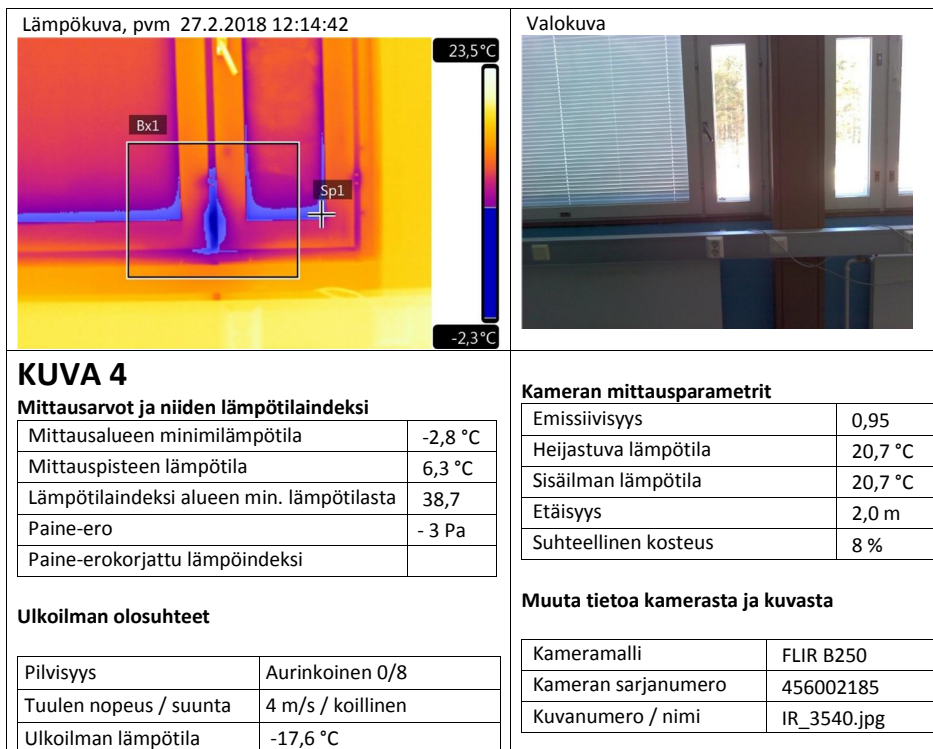 Lämpökuva, pvm 27.2.2018 12:14:42
23,5°C
Bx1
Sp1
-2,3°C
Valokuva
KUVA 4
Mittausarvot ja niiden lämpötilaindeksi
Mittausalueen minimilämpötila -2,8 °C
Mittauspisteen lämpötila 6,3 °C
Lämpötilaindeksi alueen min. lämpötilasta 38,7
Paine-ero - 3 Pa
Paine-erokorjattu lämpöindeksi
Ulkoilman olosuhteet
Pilvisyys Aurinkoinen 0/8
Tuulen nopeus / suunta 4 m/s / koillinen
Ulkoilman lämpötila -17,6 °C
Kameran mittausparametrit
Emissiivisyys 0,95
Heijastuva lämpötila 20,7 °C
Sisäilman lämpötila 20,7 °C
Etäisyys 2,0 m
Suhteellinen kosteus 8 %
Muuta tietoa kamerasta ja kuvasta
Kameramalli FLIR B250
Kameran sarjanumero 456002185
Kuvanumero / nimi IR_3540.jpg